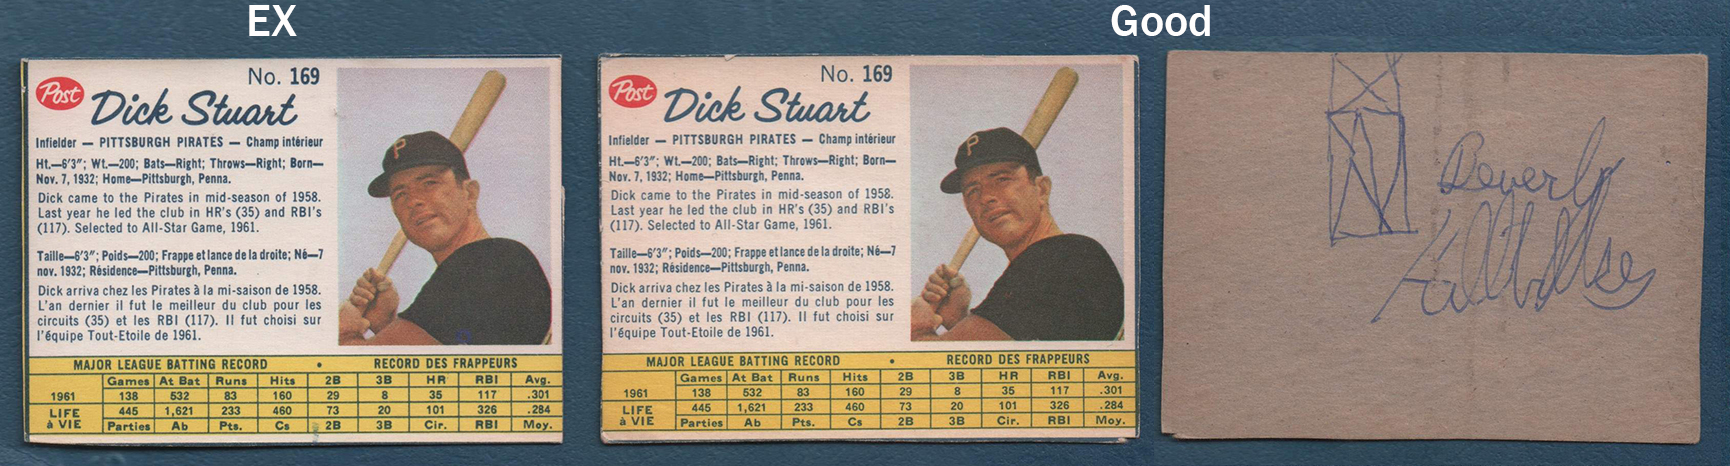 EX
Good
No. 169
Post
Dick Stuart
Infielder — PITTSBURGH PIRATES — Champ intérieur
Ht.—6'3"; Wt.—200; Bats—Right; Throws—Right; Born—
Nov. 7, 1932; Home—Pittsburgh, Penna.
Dick came to the Pirates in mid-season of 1958.
Last year he led the club in HR's (35) and RBI's
(117). Selected to All-Star Game, 1961.
Taille—6'3"; Poids—200; Frappe et lance de la droite; Né—7
nov. 1932; Résidence—Pittsburgh, Penna.
Dick arriva chez les Pirates à la mi-saison de 1958.
L'an dernier il fut le meilleur du club pour les
circuits (35) et les RBI (117). Il fut choisi sur
l'équipe Tout-Etoile de 1961.
P
MAJOR LEAGUE BATTING RECORD • RECORD DES FRAPPEURS
Games At Bat Runs Hits 2B 3B HR RBI Avg.
1961 138 532 83 160 29 8 35 117 .301
LIFE 445 1,621 233 460 73 20 101 326 .284
à VIE Parties Ab Pts. Cs 2B 3B Cir. RBI Moy.
No. 169
Post
Dick Stuart
Infielder — PITTSBURGH PIRATES — Champ intérieur
Ht.—6'3"; Wt.—200; Bats—Right; Throws—Right; Born—
Nov. 7, 1932; Home—Pittsburgh, Penna.
Dick came to the Pirates in mid-season of 1958.
Last year he led the club in HR's (35) and RBI's
(117). Selected to All-Star Game, 1961.
Taille—6'3"; Poids—200; Frappe et lance de la droite; Né—7
nov. 1932; Résidence—Pittsburgh, Penna.
Dick arriva chez les Pirates à la mi-saison de 1958.
L'an dernier il fut le meilleur du club pour les
circuits (35) et les RBI (117). Il fut choisi sur
l'équipe Tout-Etoile de 1961.
P
MAJOR LEAGUE BATTING RECORD • RECORD DES FRAPPEURS
Games At Bat Runs Hits 2B 3B HR RBI Avg.
1961 138 532 83 160 29 8 35 117 .301
LIFE 445 1,621 233 460 73 20 101 326 .284
à VIE Parties Ab Pts. Cs 2B 3B Cir. RBI Moy.
Beverly